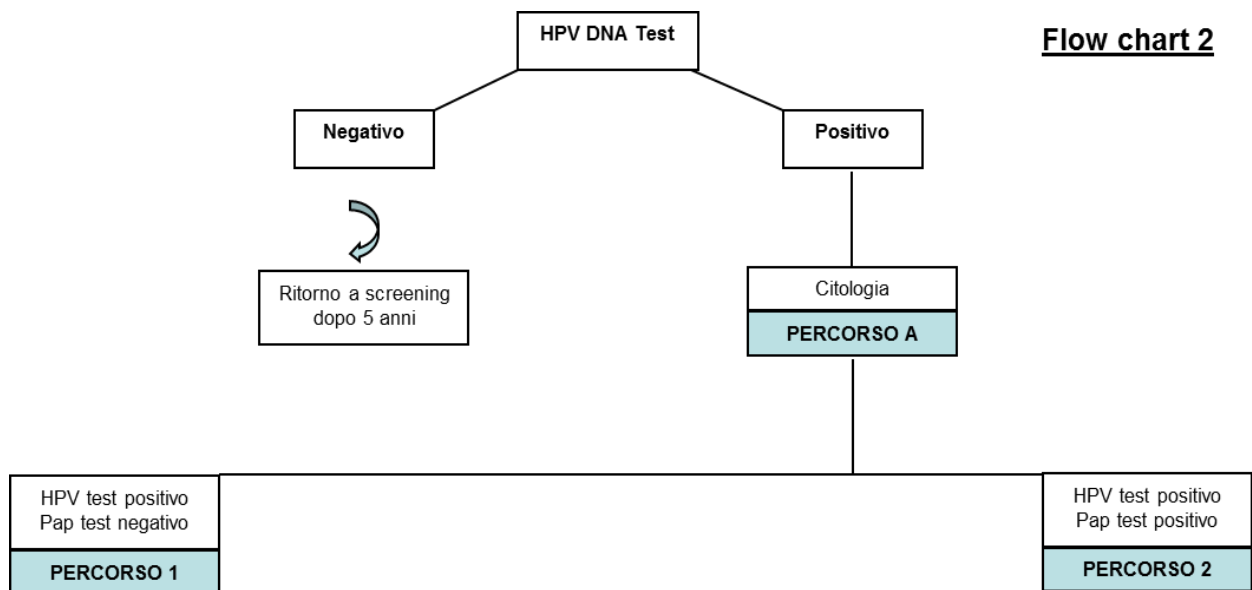 HPV DNA Test
Flow chart 2
Negativo
Positivo
Ritorno a screening
dopo 5 anni
Citologia
PERCORSO A
HPV test positivo
Pap test negativo
PERCORSO 1
HPV test positivo
Pap test positivo
PERCORSO 2